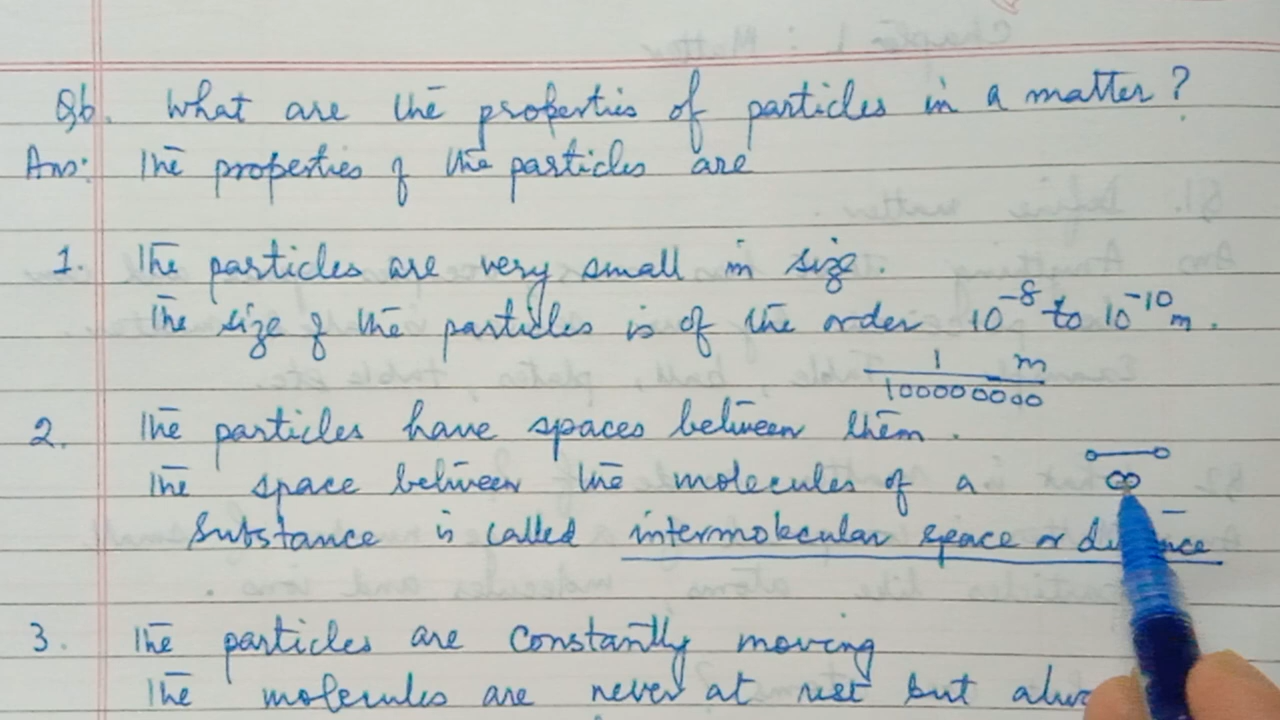 Q6. What are the properties of particles in a matter?
Ans: The properties of the particles are
1. The particles are very small in size.
The size of the particles is of the order 10⁻⁸ to 10⁻¹⁰ m.
1 m
1000000000
2. The particles have spaces between them.
The space between the molecules of a
substance is called intermolecular space or
3. The particles are constantly moving
The molecules are never at rest but